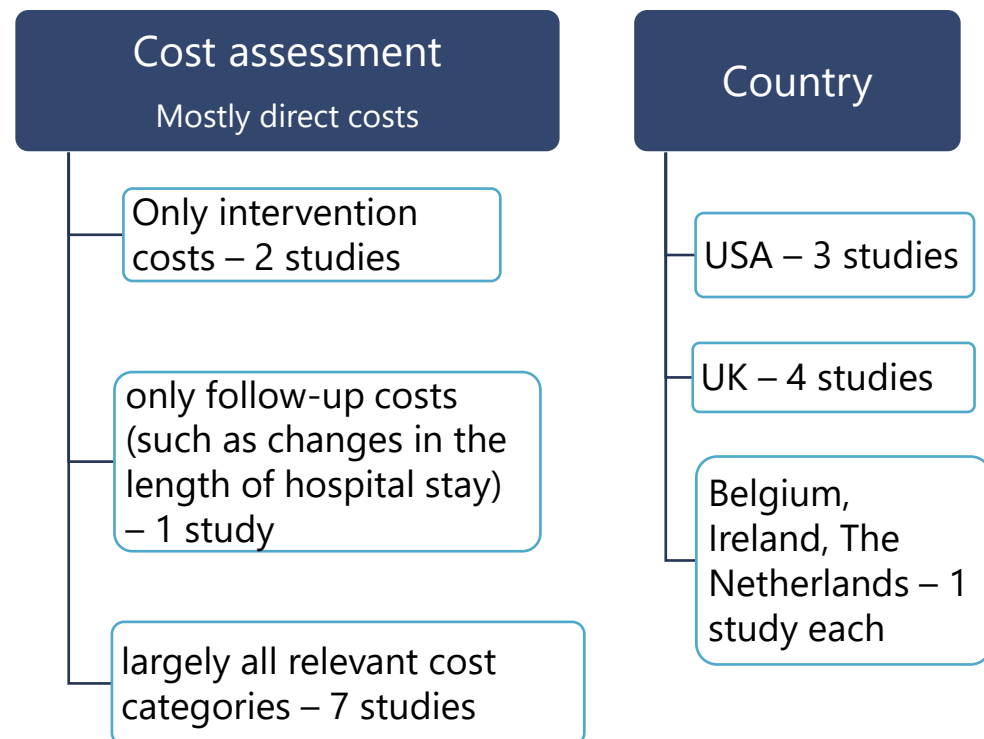 Cost assessment
Mostly direct costs
Only intervention
costs – 2 studies
only follow-up costs
(such as changes in the
length of hospital stay)
– 1 study
largely all relevant cost
categories – 7 studies
Country
USA – 3 studies
UK – 4 studies
Belgium,
Ireland, The
Netherlands – 1
study each